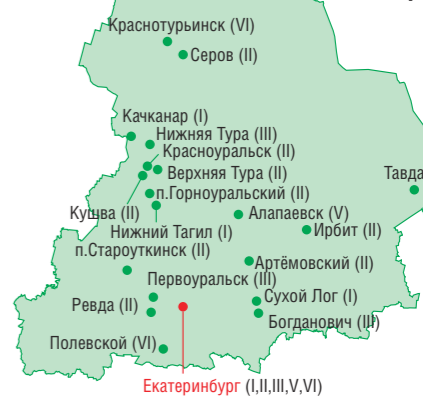 Краснотурьинск (VI)
Серов (II)
Качканар (I)
Нижняя Тура (III)
Красноуральск (II)
Верхняя Тура (II)
Тавда
п.Горноуральский (II)
Кушва (II)
Алапаевск (V)
Нижний Тагил (I)
Ирбит (II)
п.Староуткинск (II)
Артёмовский (II)
Первоуральск (III)
Сухой Лог (I)
Ревда (II)
Богданович (III)
Полевской (VI)
Екатеринбург (I,II,III,V,VI)